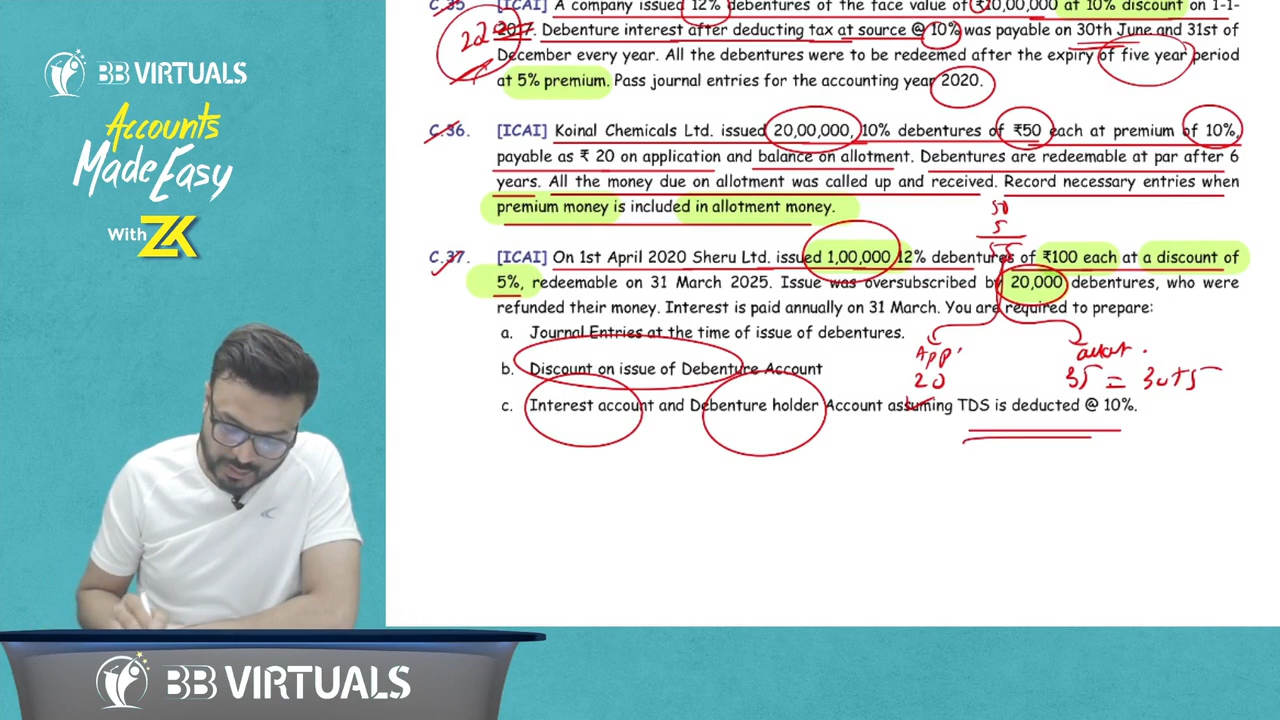 BB VIRTUALS
Accounts
Made Easy
With ZK
C.35 [ICAI] A company issued 12% debentures of the face value of ₹10,00,000 at 10% discount on 1-1-
2017. Debenture interest after deducting tax at source @ 10% was payable on 30th June and 31st of
December every year. All the debentures were to be redeemed after the expiry of five year period
at 5% premium. Pass journal entries for the accounting year 2020.
C.36. [ICAI] Koinal Chemicals Ltd. issued 20,00,000, 10% debentures of ₹50 each at premium of 10%,
payable as ₹ 20 on application and balance on allotment. Debentures are redeemable at par after 6
years. All the money due on allotment was called up and received. Record necessary entries when
premium money is included in allotment money.
50
5
55
C.37. [ICAI] On 1st April 2020 Sheru Ltd. issued 1,00,000 12% debentures of ₹100 each at a discount of
5%, redeemable on 31 March 2025. Issue was oversubscribed by 20,000 debentures, who were
refunded their money. Interest is paid annually on 31 March. You are required to prepare:
a. Journal Entries at the time of issue of debentures.
b. Discount on issue of Debenture Account
App. allot.
20 35 = 30+5
c. Interest account and Debenture holder Account assuming TDS is deducted @ 10%.
BB VIRTUALS